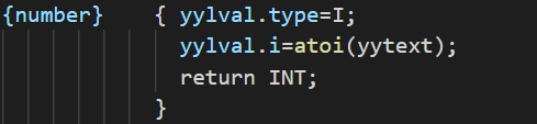 {number}    { yylval.type=I;
              yylval.i=atoi(yytext);
              return INT;
            }